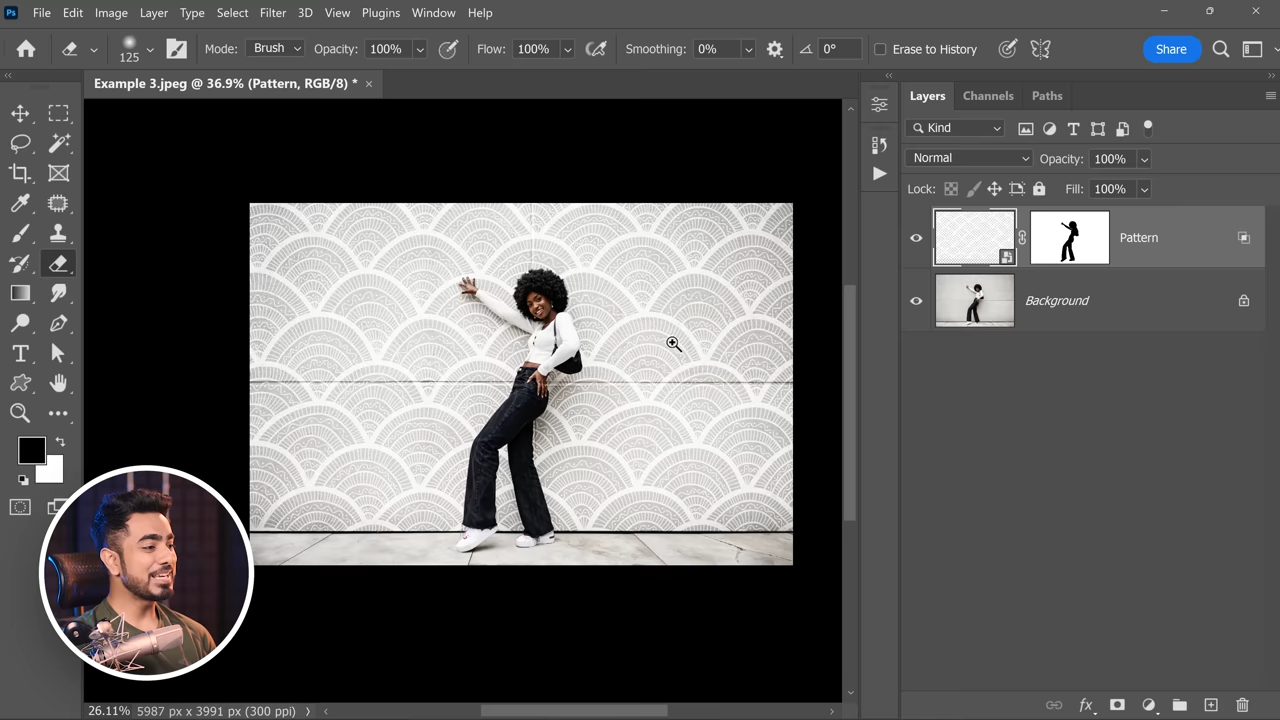 Ps File Edit Image Layer Type Select Filter 3D View Plugins Window Help
125 Mode: Brush Opacity: 100% Flow: 100% Smoothing: 0% 0° Erase to History Share
Example 3.jpeg @ 36.9% (Pattern, RGB/8) * ×
Layers Channels Paths
Kind
Normal Opacity: 100%
Lock: Fill: 100%
Pattern
Background
26.11% 5987 px x 3991 px (300 ppi)